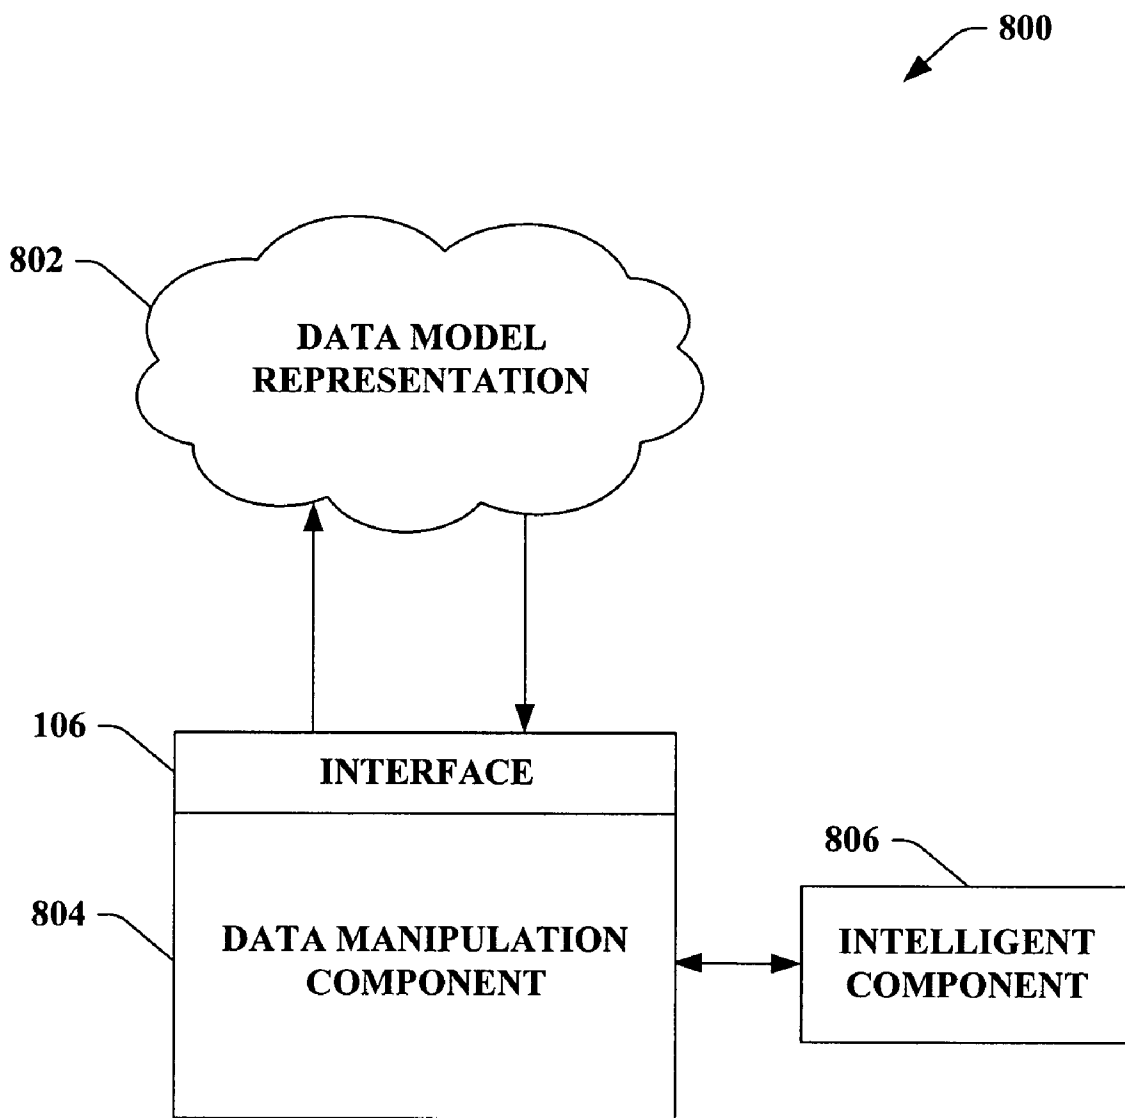 800
802
DATA MODEL
REPRESENTATION
106
INTERFACE
806
804
DATA MANIPULATION
COMPONENT
INTELLIGENT
COMPONENT